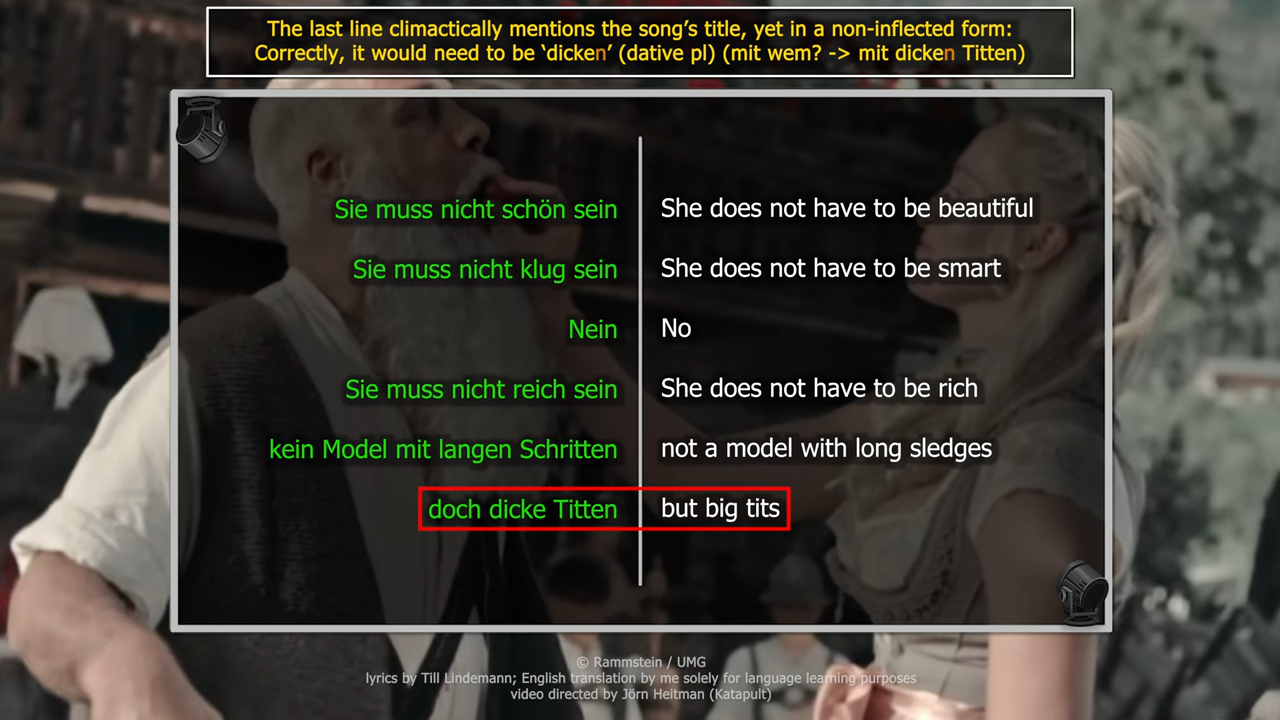 The last line climactically mentions the song’s title, yet in a non-inflected form:
Correctly, it would need to be ‘dicken’ (dative pl) (mit wem? -> mit dicken Titten)
Sie muss nicht schön sein
She does not have to be beautiful
Sie muss nicht klug sein
She does not have to be smart
Nein
No
Sie muss nicht reich sein
She does not have to be rich
kein Model mit langen Schritten
not a model with long sledges
doch dicke Titten
but big tits
© Rammstein / UMG
lyrics by Till Lindemann; English translation by me solely for language learning purposes
video directed by Jörn Heitman (Katapult)